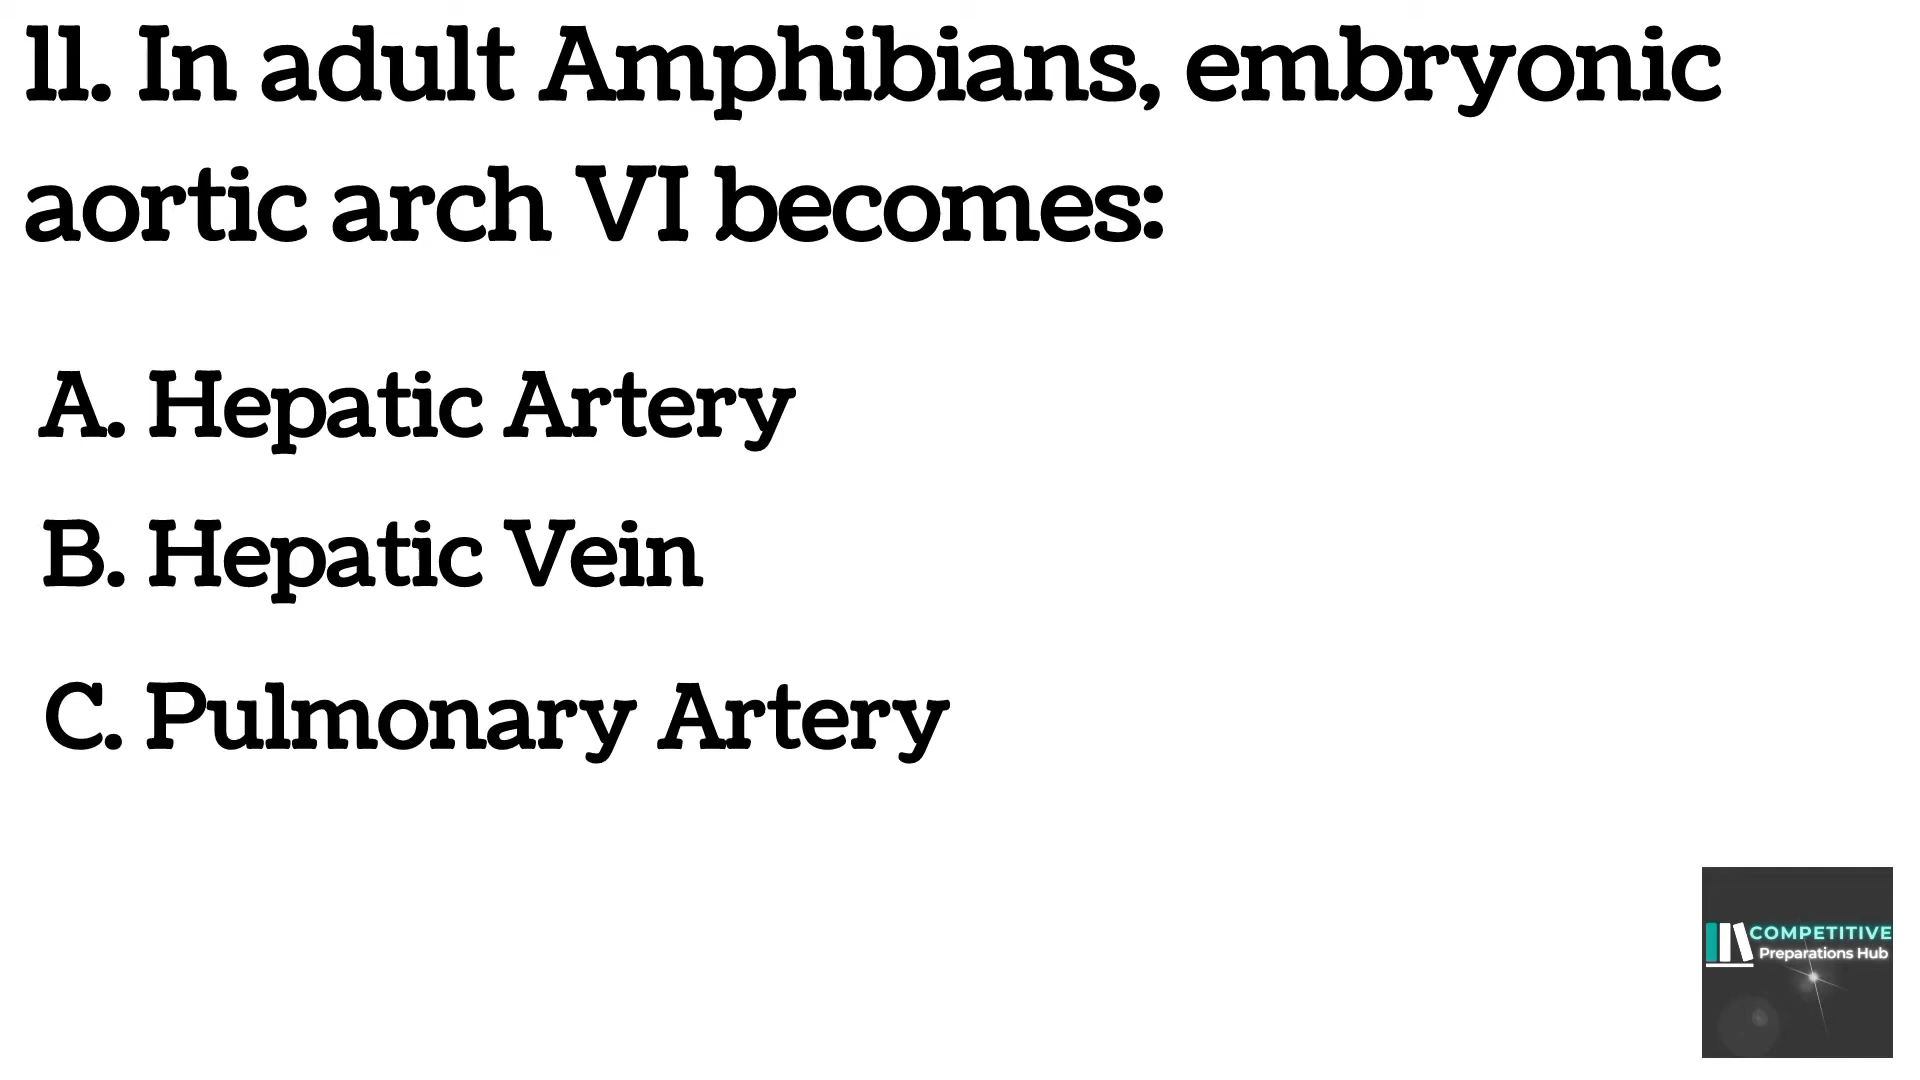 11. In adult Amphibians, embryonic
aortic arch VI becomes:
A. Hepatic Artery
B. Hepatic Vein
C. Pulmonary Artery
COMPETITIVE
Preparations Hub